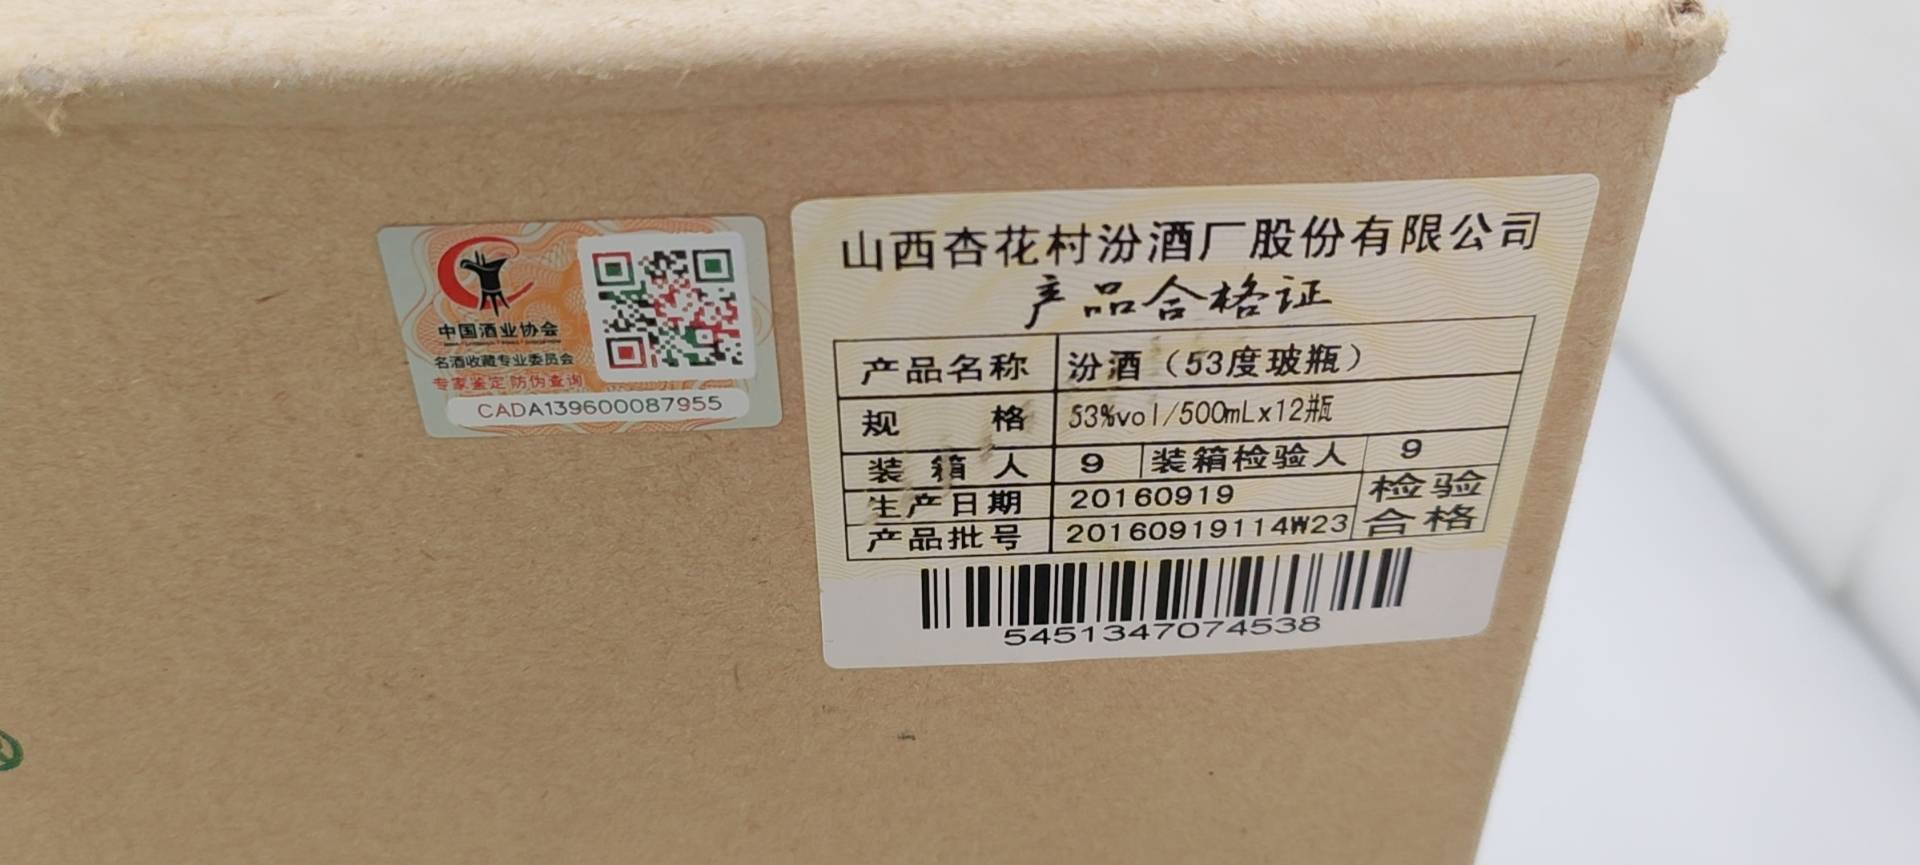 中国酒业协会
名酒收藏专业委员会
专家鉴定 防伪查询
CADA139600087955
山西杏花村汾酒厂股份有限公司
产品合格证
产品名称 汾酒（53度玻瓶）
规 格 53%vol/500mLx12瓶
装箱人 9 装箱检验人 9
生产日期 20160919
产品批号 20160919114W23
检验
合格
5451347074538